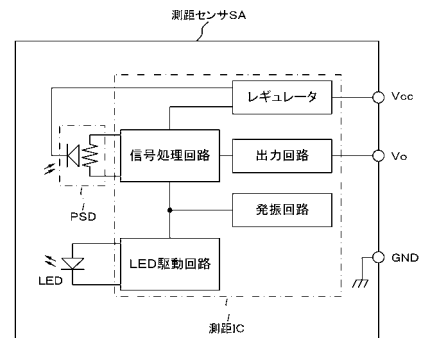 測距センサSA
レギュレータ
Vcc
信号処理回路
出力回路
Vo
PSD
発振回路
LED駆動回路
LED
GND
測距IC